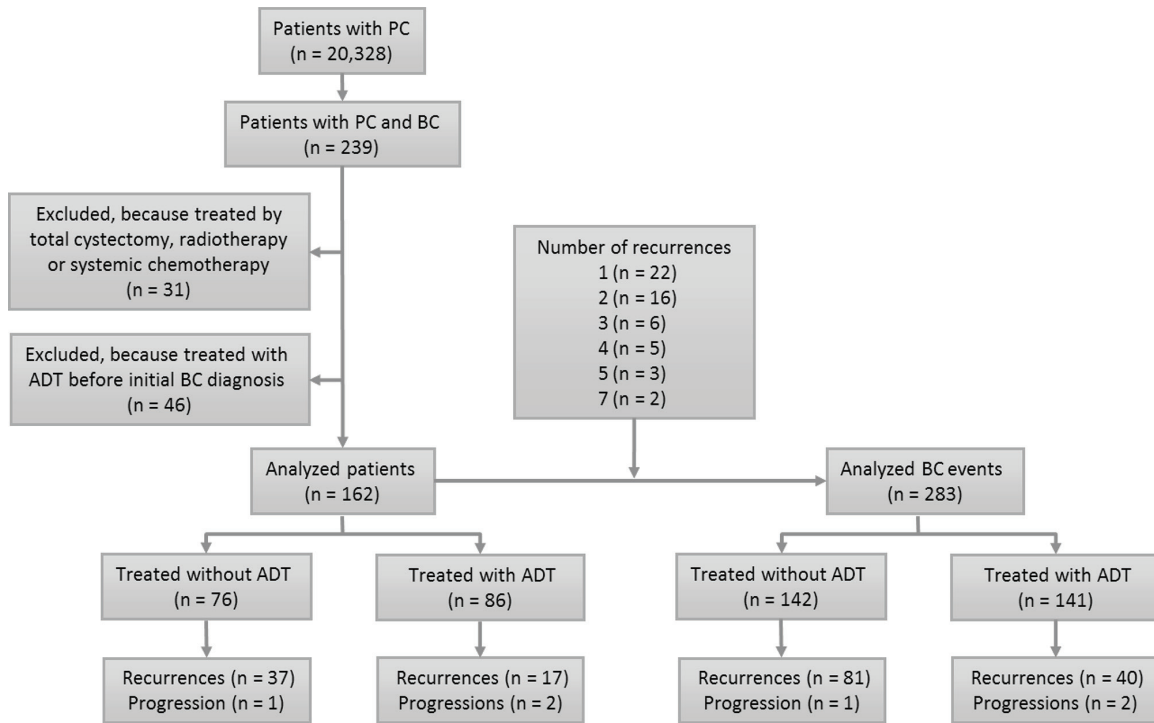 Patients with PC
(n = 20,328)
Patients with PC and BC
(n = 239)
Excluded, because treated by
total cystectomy, radiotherapy
or systemic chemotherapy
(n = 31)
Number of recurrences
1 (n = 22)
2 (n = 16)
3 (n = 6)
4 (n = 5)
5 (n = 3)
7 (n = 2)
Excluded, because treated with
ADT before initial BC diagnosis
(n = 46)
Analyzed patients
(n = 162)
Analyzed BC events
(n = 283)
Treated without ADT
(n = 76)
Treated with ADT
(n = 86)
Treated without ADT
(n = 142)
Treated with ADT
(n = 141)
Recurrences (n = 37)
Progression (n = 1)
Recurrences (n = 17)
Progressions (n = 2)
Recurrences (n = 81)
Progression (n = 1)
Recurrences (n = 40)
Progressions (n = 2)